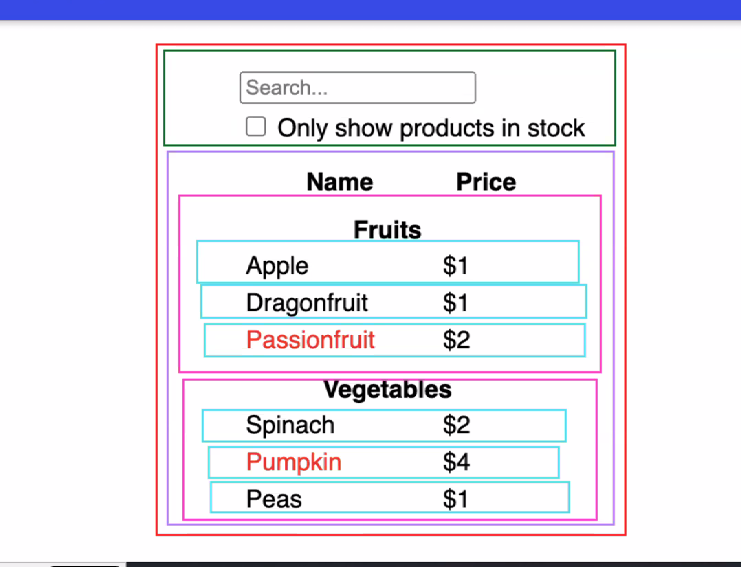 Search...
Only show products in stock
Name Price
Fruits
Apple $1
Dragonfruit $1
Passionfruit $2
Vegetables
Spinach $2
Pumpkin $4
Peas $1